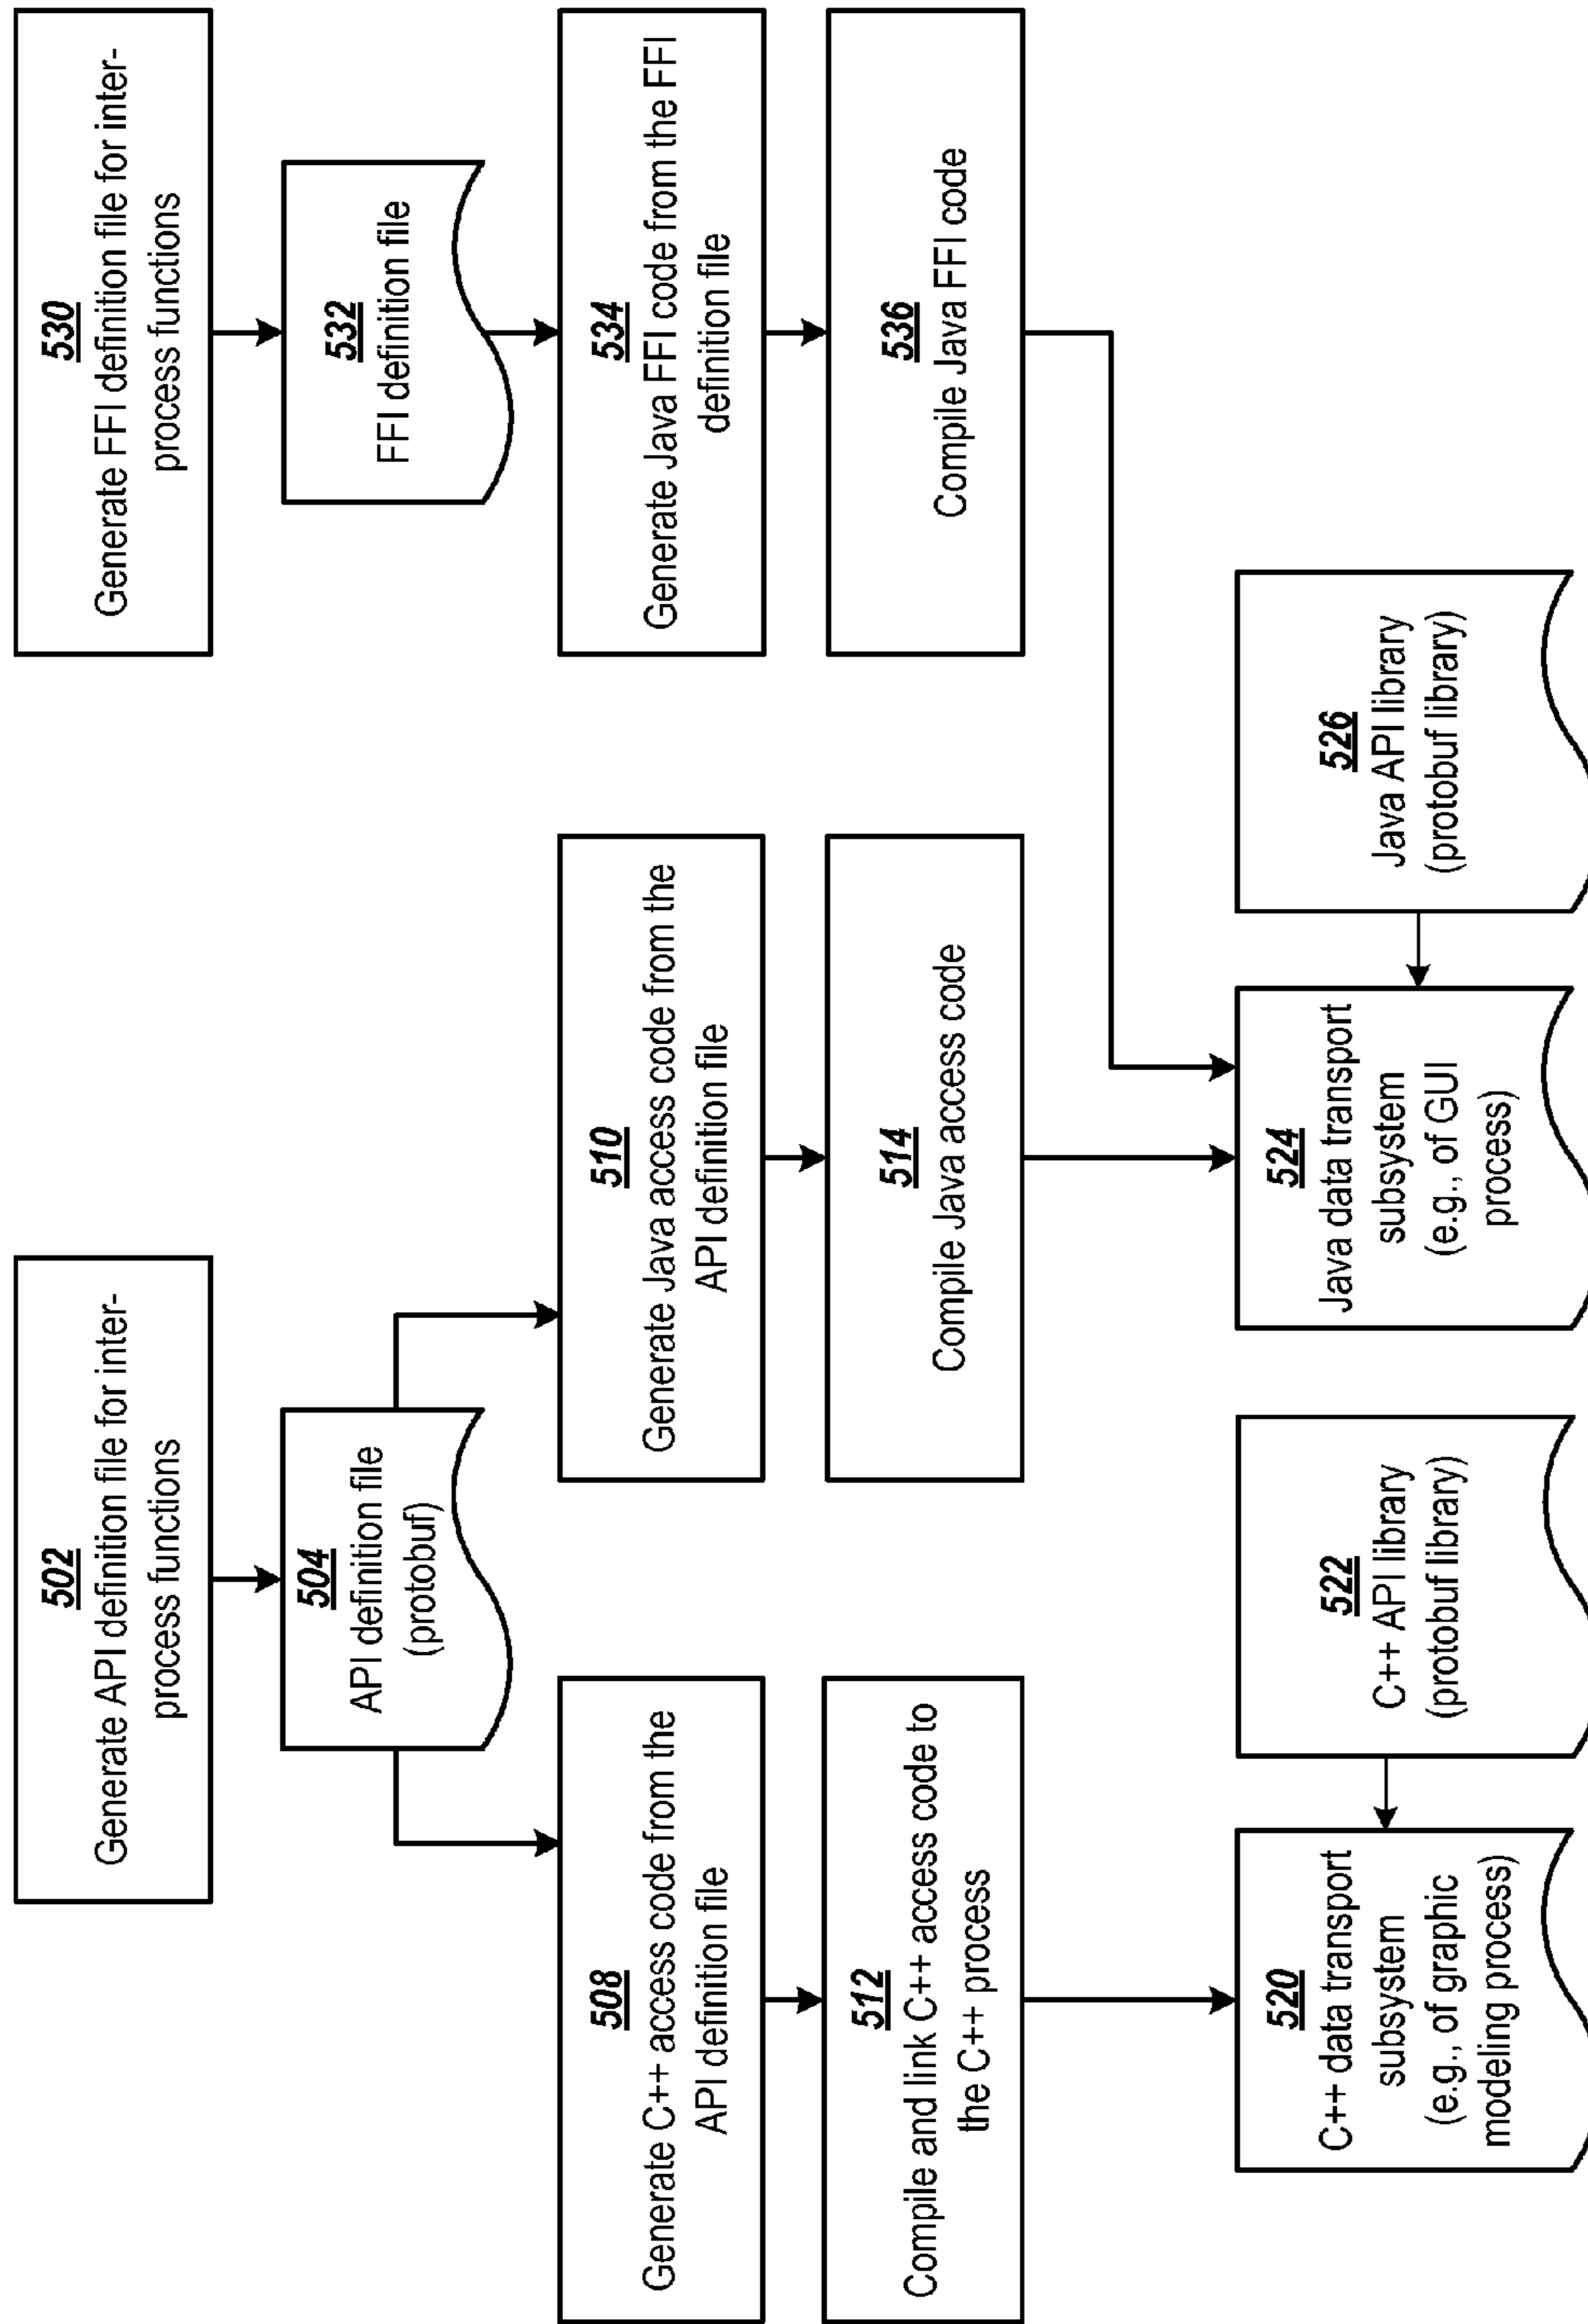 502
Generate API definition file for inter-
process functions
504
API definition file
(protobuf)
508
Generate C++ access code from the
API definition file
510
Generate Java access code from the
API definition file
512
Compile and link C++ access code to
the C++ process
514
Compile Java access code
520
C++ data transport
subsystem
(e.g., of graphic
modeling process)
522
C++ API library
(protobuf library)
524
Java data transport
subsystem
(e.g., of GUI
process)
526
Java API library
(protobuf library)
530
Generate FFI definition file for inter-
process functions
532
FFI definition file
534
Generate Java FFI code from the FFI
definition file
536
Compile Java FFI code